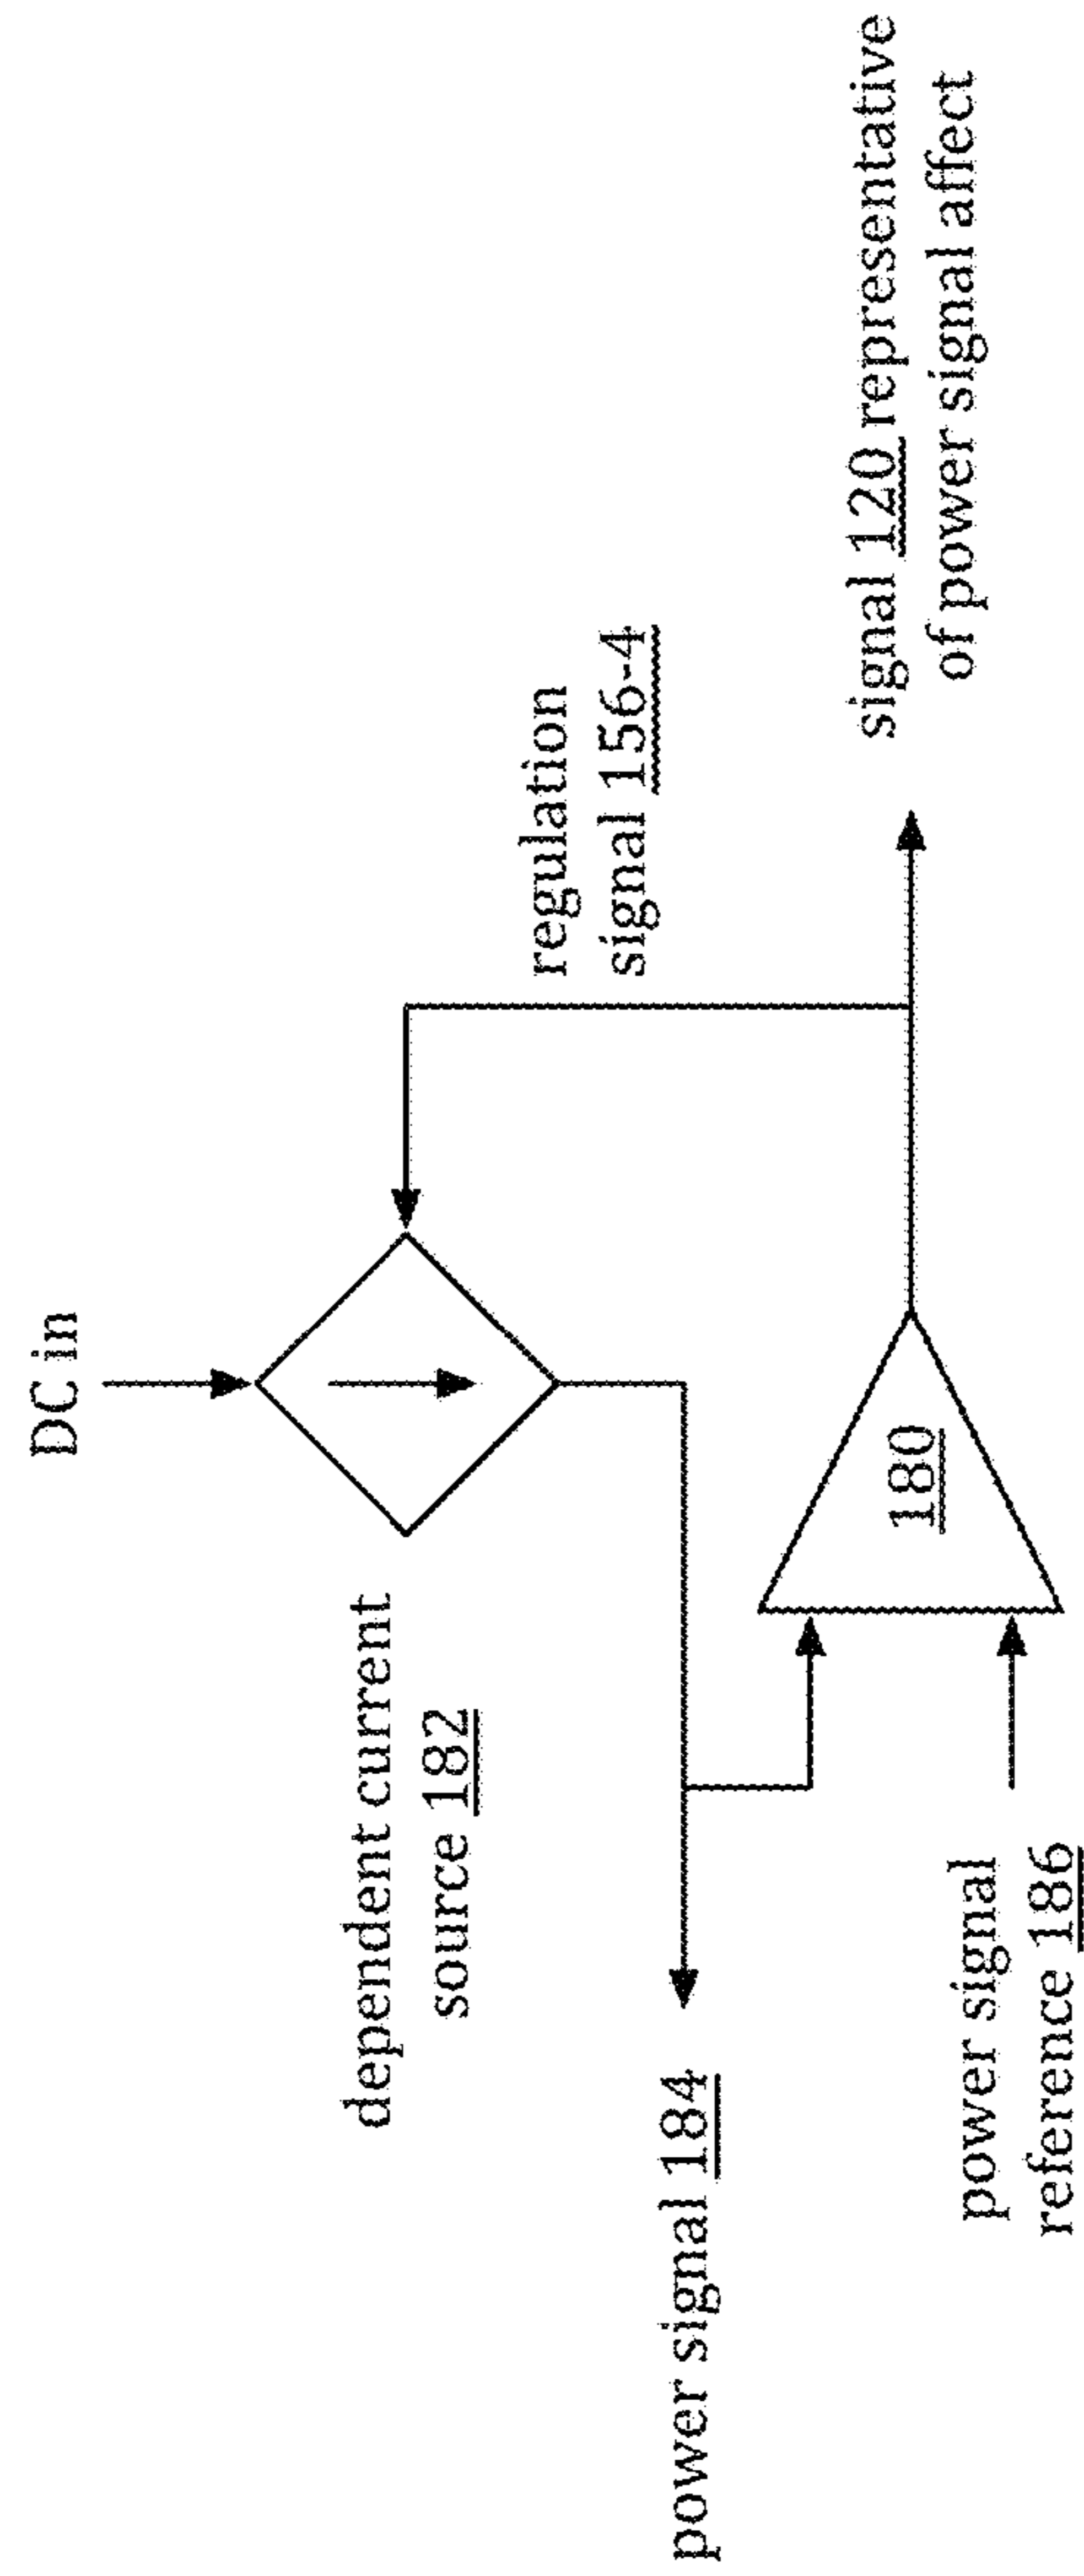 DC in
dependent current
source 182
regulation
signal 156-4
power signal 184
180
power signal
reference 186
signal 120 representative
of power signal affect